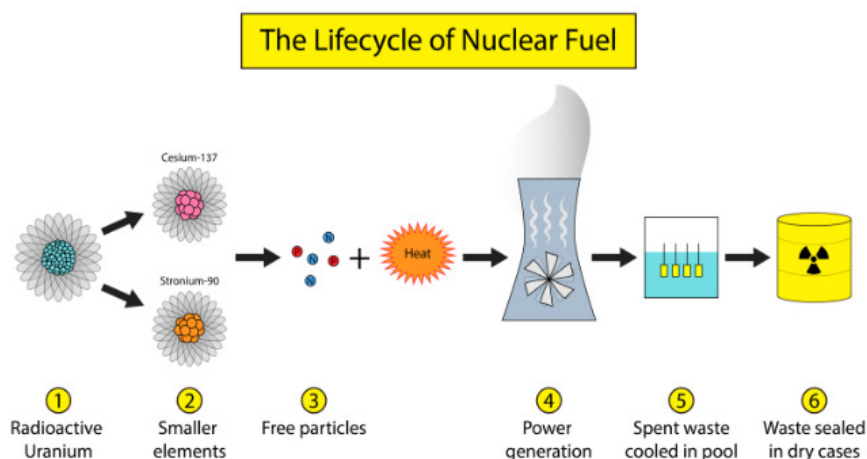 The Lifecycle of Nuclear Fuel
Cesium-137
Stronium-90
P
N
N
P
N
+
Heat
1
Radioactive
Uranium
2
Smaller
elements
3
Free particles
4
Power
generation
5
Spent waste
cooled in pool
6
Waste sealed
in dry cases